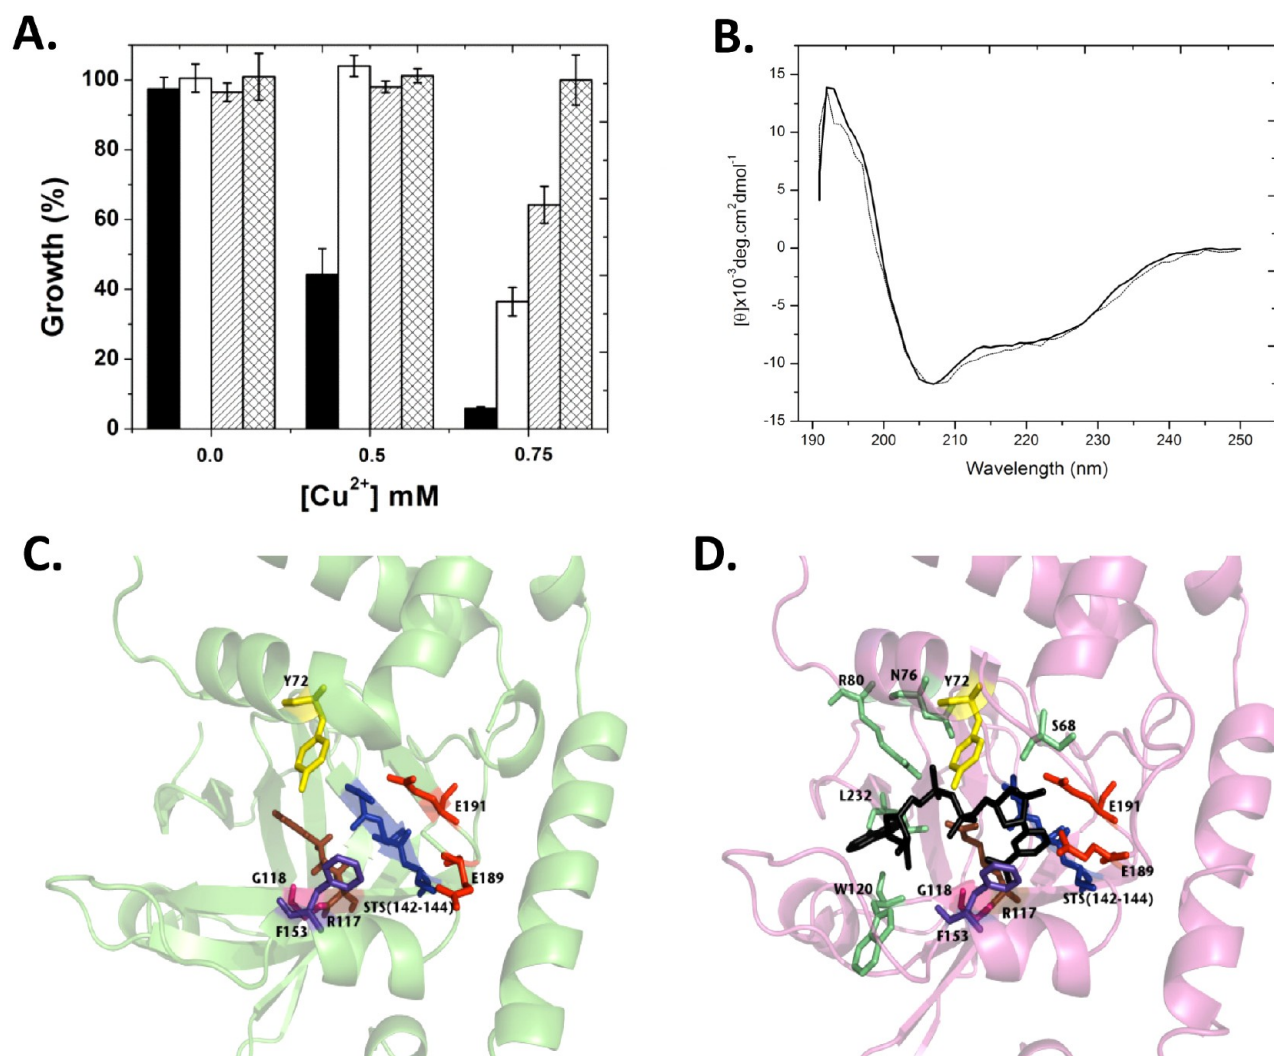 A.
100
80
60
40
20
0
Growth (%)
0.0
0.5
0.75
[Cu²⁺] mM
B.
15
10
5
0
-5
-10
-15
[θ]x10⁻³deg.cm²dmol⁻¹
190
200
210
220
230
240
250
Wavelength (nm)
C.
Y72
E191
E189
G118
STS(142-144)
R117
F153
D.
R80
N76
Y72
S68
L232
E191
E189
W120
G118
STS(142-144)
R117
F153